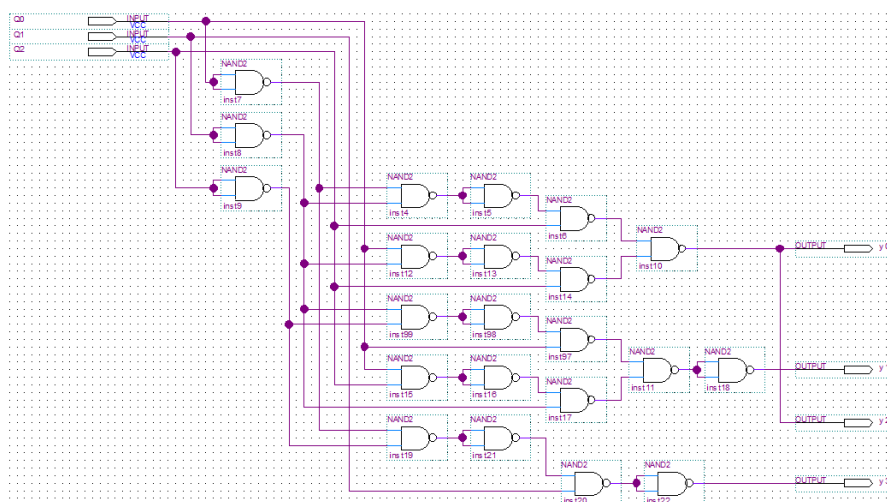 Q0 INPUT
VCC
Q1 INPUT
VCC
Q2 INPUT
VCC
NAND2
inst7
NAND2
inst8
NAND2
inst9
NAND2
inst4
NAND2
inst5
NAND2
inst6
NAND2
inst10
OUTPUT y 0
NAND2
inst12
NAND2
inst13
NAND2
inst14
NAND2
inst99
NAND2
inst98
NAND2
inst97
NAND2
inst11
NAND2
inst18
OUTPUT y
NAND2
inst15
NAND2
inst16
NAND2
inst17
OUTPUT y
NAND2
inst19
NAND2
inst21
NAND2
inst20
NAND2
inst22
OUTPUT y